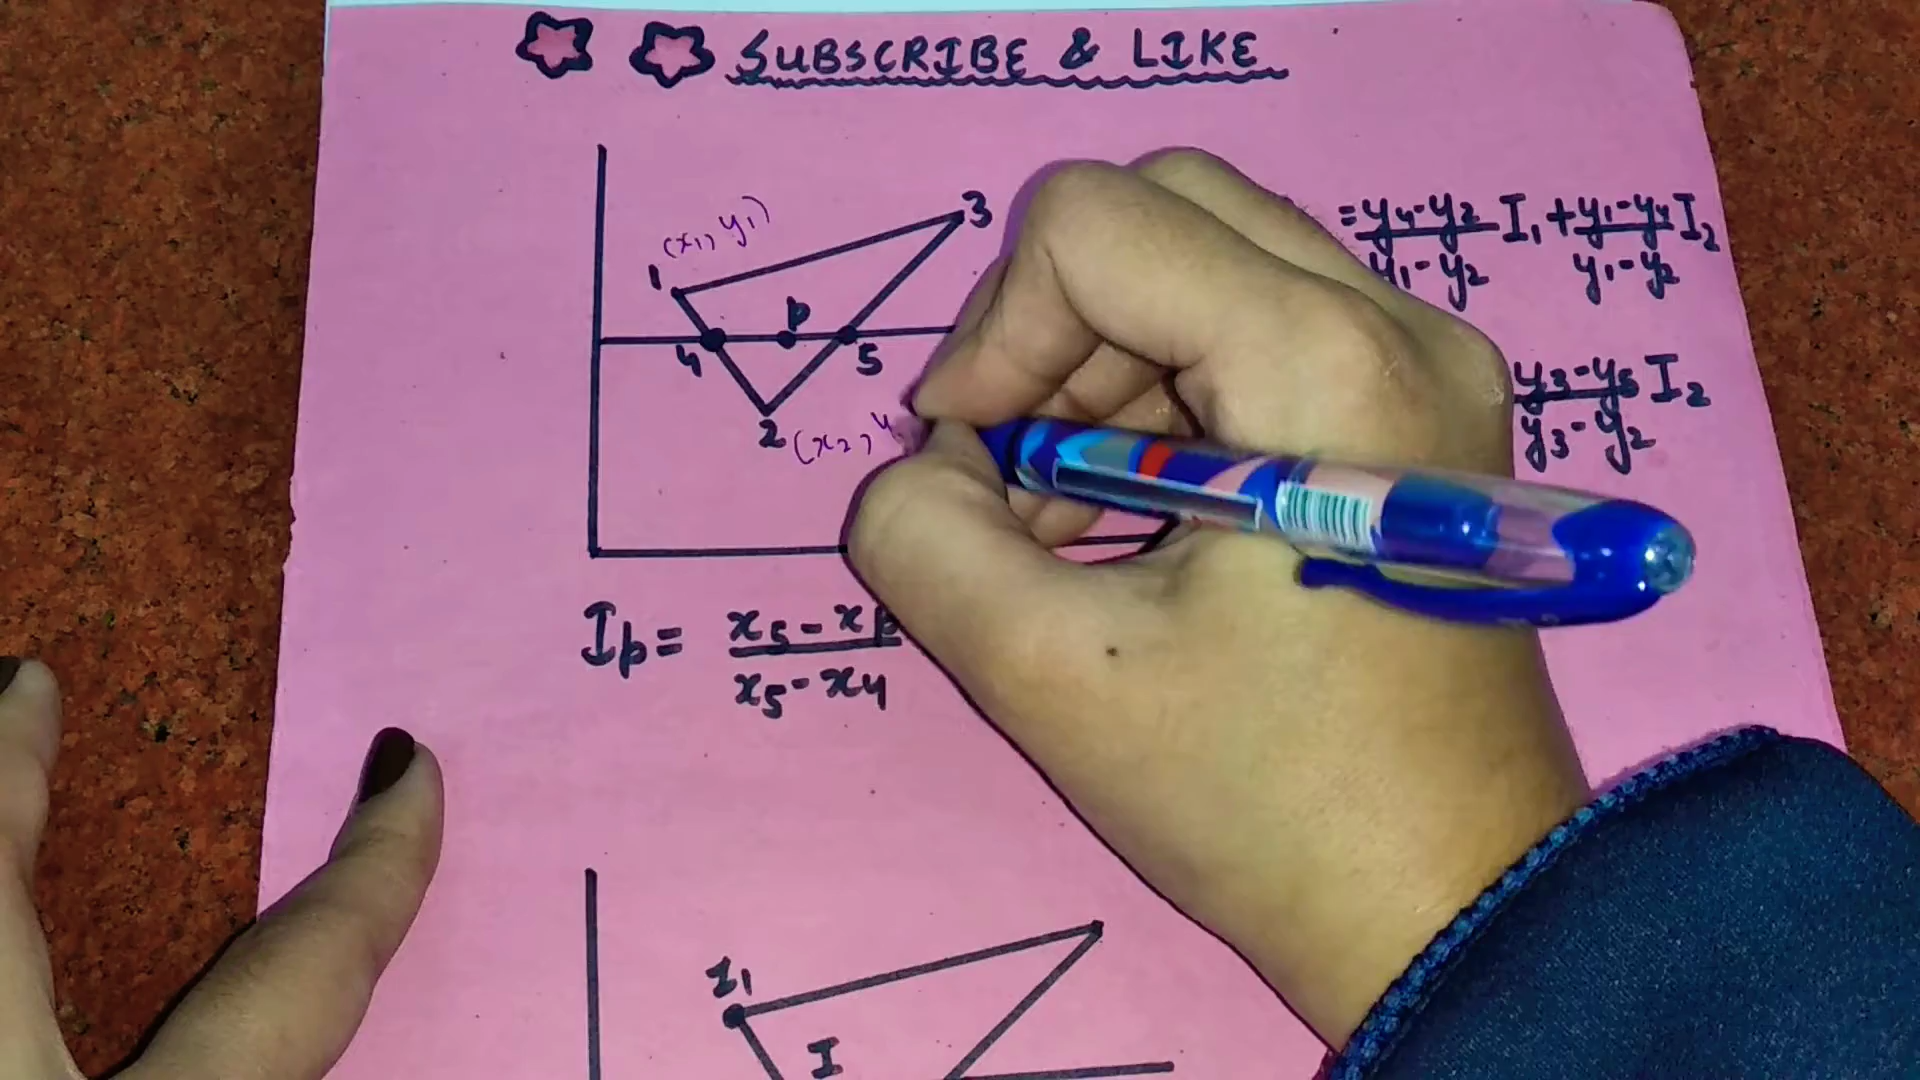 SUBSCRIBE & LIKE
(x₁, y₁)
3
1
p
4
5
2 (x₂, y
= y₄-y₂ / y₁-y₂ I₁ + y₁-y₄ / y₁-y₂ I₂
y₃-y₅ / y₃-y₂ I₂
Ip = x₅-xp / x₅-x₄
I₁
I